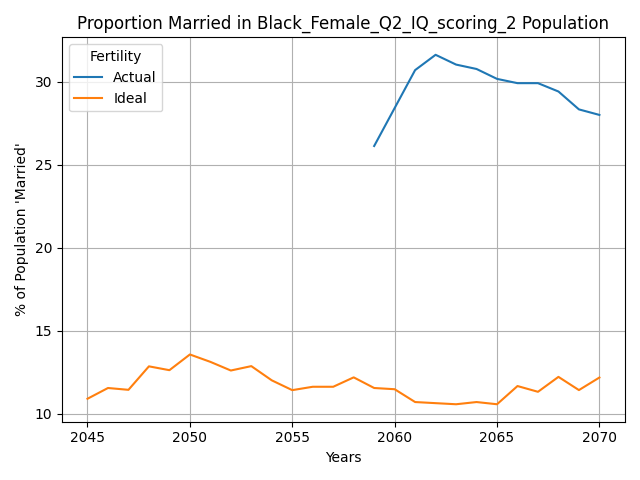 Proportion Married in Black_Female_Q2_IQ_scoring_2 Population
Fertility
Actual
Ideal
% of Population 'Married'
30
25
20
15
10
2045 2050 2055 2060 2065 2070
Years